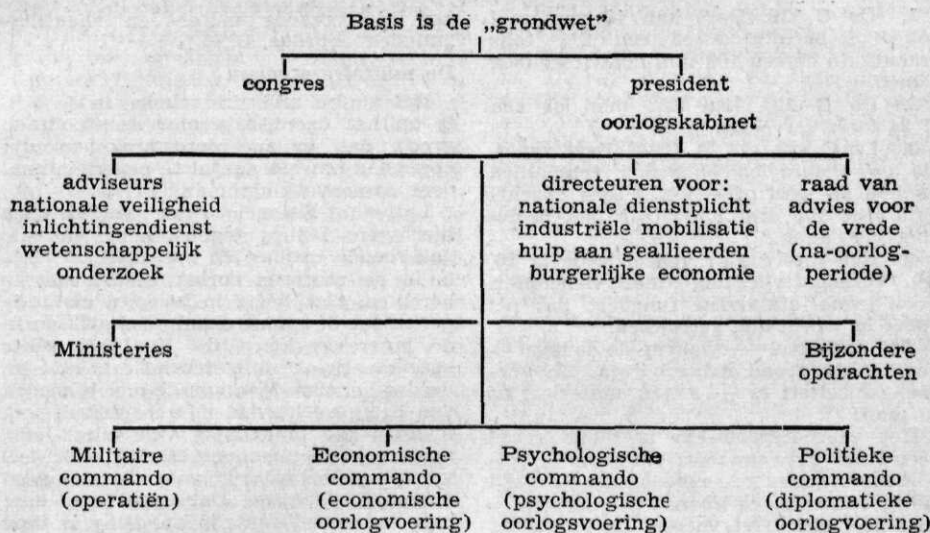 Basis is de „grondwet”
congres
president
oorlogskabinet
adviseurs
nationale veiligheid
inlichtingendienst
wetenschappelijk
onderzoek
directeuren voor:
nationale dienstplicht
industriële mobilisatie
hulp aan geallieerden
burgerlijke economie
raad van
advies voor
de vrede
(na-oorlog-
periode)
Ministeries
Bijzondere
opdrachten
Militaire
commando
(operatiën)
Economische
commando
(economische
oorlogvoering)
Psychologische
commando
(psychologische
oorlogsvoering)
Politieke
commando
(diplomatieke
oorlogvoering)